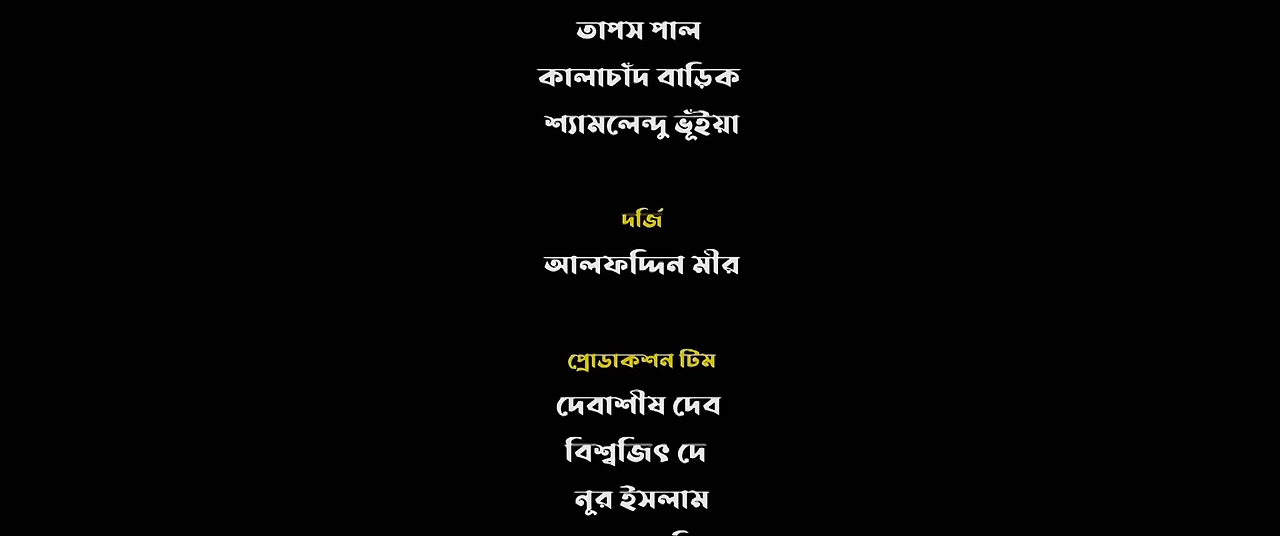 তাপস পাল
কালাচাঁদ বাড়িক
শ্যামলেন্দু ভূঁইয়া
দর্জি
আলফদ্দিন মীর
প্রোডাকশন টিম
দেবাশীষ দেব
বিশ্বজিৎ দে
নূর ইসলাম